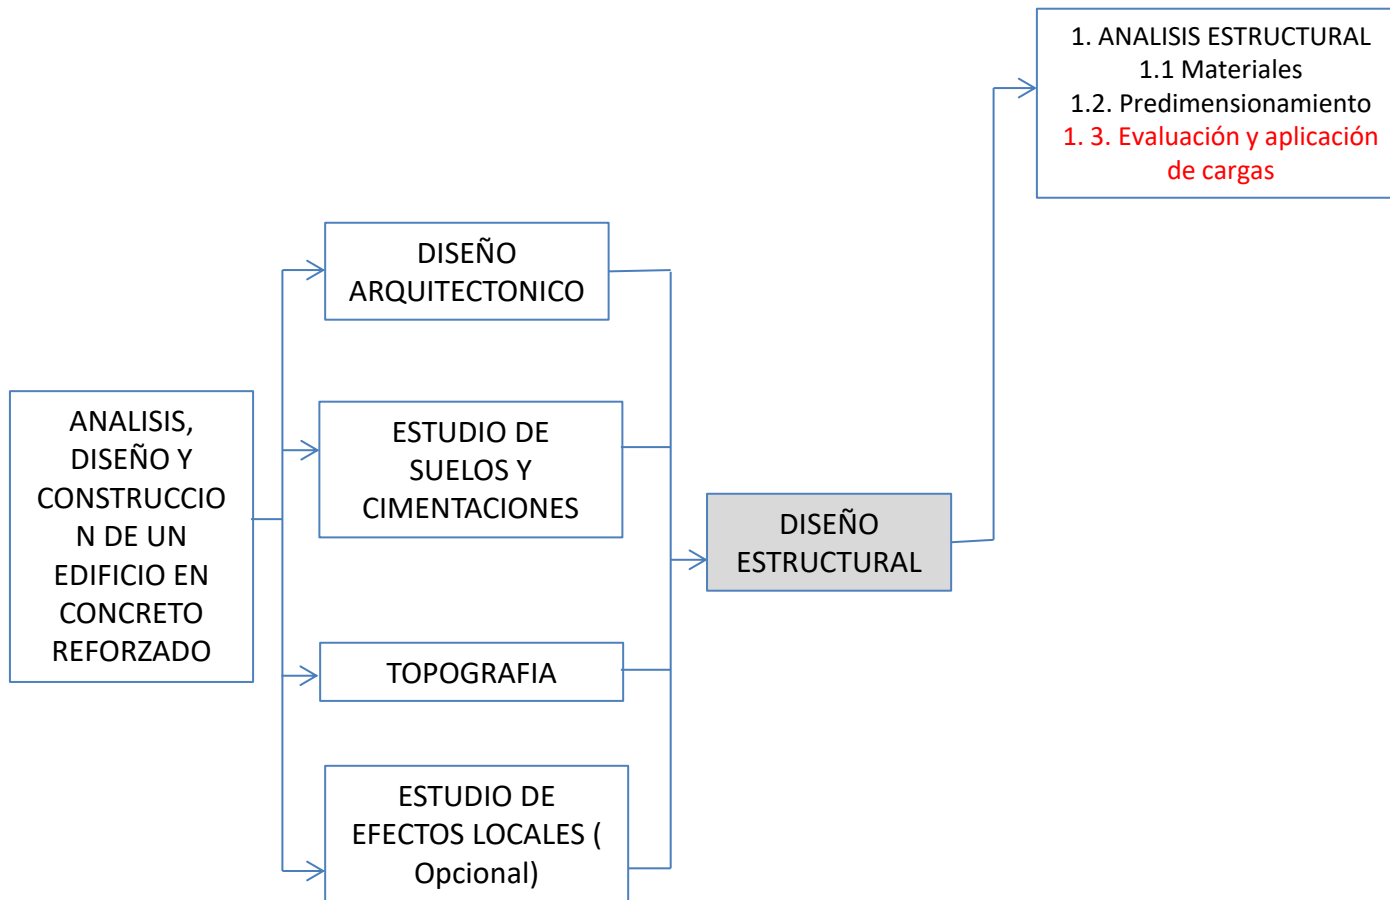 1. ANALISIS ESTRUCTURAL
1.1 Materiales
1.2. Predimensionamiento
1. 3. Evaluación y aplicación
de cargas
DISEÑO
ARQUITECTONICO
ANALISIS,
DISEÑO Y
CONSTRUCCIO
N DE UN
EDIFICIO EN
CONCRETO
REFORZADO
ESTUDIO DE
SUELOS Y
CIMENTACIONES
DISEÑO
ESTRUCTURAL
TOPOGRAFIA
ESTUDIO DE
EFECTOS LOCALES (
Opcional)